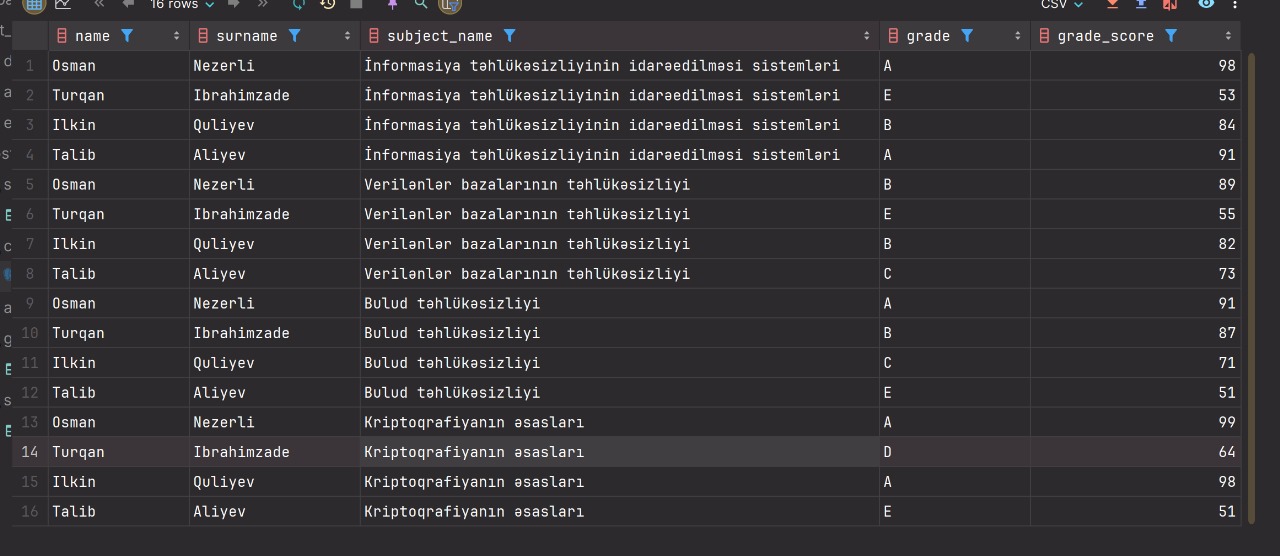 16 rows CSV
name surname subject_name grade grade_score
1 Osman Nezerli İnformasiya təhlükəsizliyinin idarəedilməsi sistemləri A 98
2 Turqan Ibrahimzade İnformasiya təhlükəsizliyinin idarəedilməsi sistemləri E 53
3 Ilkin Quliyev İnformasiya təhlükəsizliyinin idarəedilməsi sistemləri B 84
4 Talib Aliyev İnformasiya təhlükəsizliyinin idarəedilməsi sistemləri A 91
5 Osman Nezerli Verilənlər bazalarının təhlükəsizliyi B 89
6 Turqan Ibrahimzade Verilənlər bazalarının təhlükəsizliyi E 55
7 Ilkin Quliyev Verilənlər bazalarının təhlükəsizliyi B 82
8 Talib Aliyev Verilənlər bazalarının təhlükəsizliyi C 73
9 Osman Nezerli Bulud təhlükəsizliyi A 91
10 Turqan Ibrahimzade Bulud təhlükəsizliyi B 87
11 Ilkin Quliyev Bulud təhlükəsizliyi C 71
12 Talib Aliyev Bulud təhlükəsizliyi E 51
13 Osman Nezerli Kriptoqrafiyanın əsasları A 99
14 Turqan Ibrahimzade Kriptoqrafiyanın əsasları D 64
15 Ilkin Quliyev Kriptoqrafiyanın əsasları A 98
16 Talib Aliyev Kriptoqrafiyanın əsasları E 51